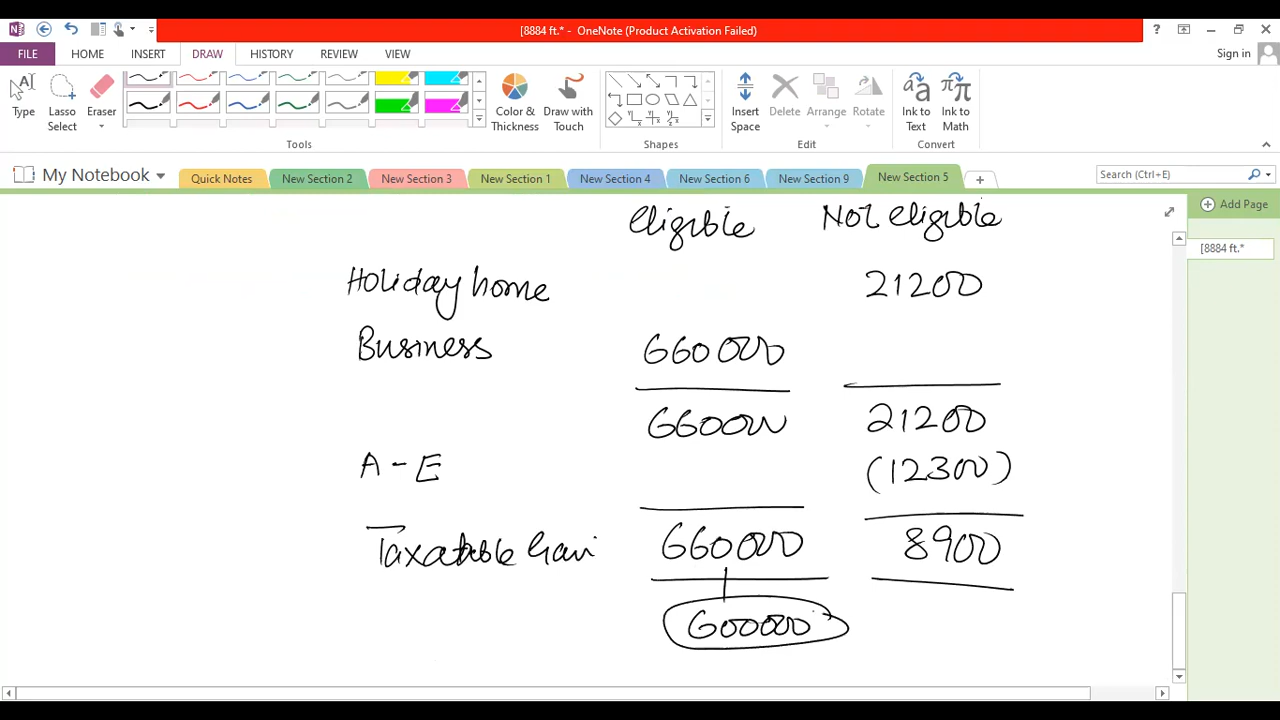 [8884 ft.* - OneNote (Product Activation Failed)
?
FILE HOME INSERT DRAW HISTORY REVIEW VIEW
Sign in
Type
Lasso Select
Eraser
Color & Thickness
Draw with Touch
Insert Space
Delete
Arrange
Rotate
Ink to Text
Ink to Math
Tools
Shapes
Edit
Convert
My Notebook
Quick Notes
New Section 2
New Section 3
New Section 1
New Section 4
New Section 6
New Section 9
New Section 5
Search (Ctrl+E)
Add Page
[8884 ft.*
Eligible Not eligible
Holiday home 21200
Business 660000
660000 21200
A - E (12300)
660000 8900
600000